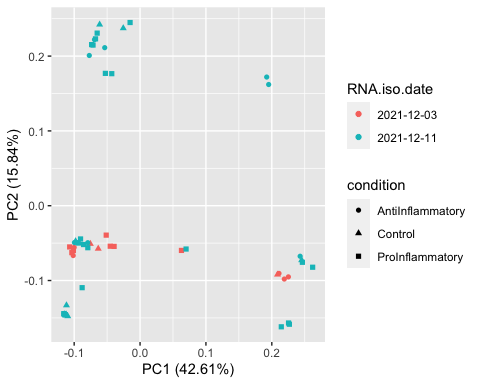 0.2
0.1
0.0
-0.1
PC2 (15.84%)
-0.1 0.0 0.1 0.2
PC1 (42.61%)
RNA.iso.date
2021-12-03
2021-12-11
condition
AntiInflammatory
Control
ProInflammatory